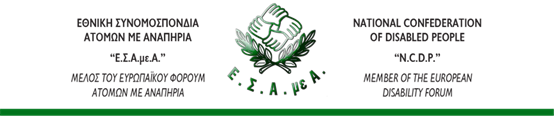 ΕΘΝΙΚΗ ΣΥΝΟΜΟΣΠΟΝΔΙΑ
ΑΤΟΜΩΝ ΜΕ ΑΝΑΠΗΡΙΑ
“Ε.Σ.Α.με.Α.”
ΜΕΛΟΣ ΤΟΥ ΕΥΡΩΠΑΪΚΟΥ ΦΟΡΟΥΜ
ΑΤΟΜΩΝ ΜΕ ΑΝΑΠΗΡΙΑ
Ε. Σ. Α. με Α.
NATIONAL CONFEDERATION
OF DISABLED PEOPLE
“N.C.D.P.”
MEMBER OF THE EUROPEAN
DISABILITY FORUM